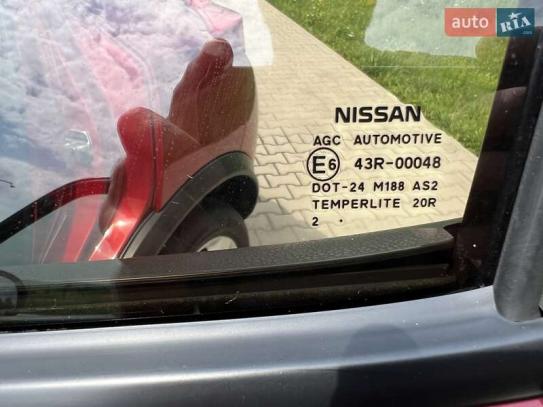 auto RIA
NISSAN
AGC AUTOMOTIVE
E6 43R-00048
DOT-24 M188 AS2
TEMPERLITE 20R
2 .